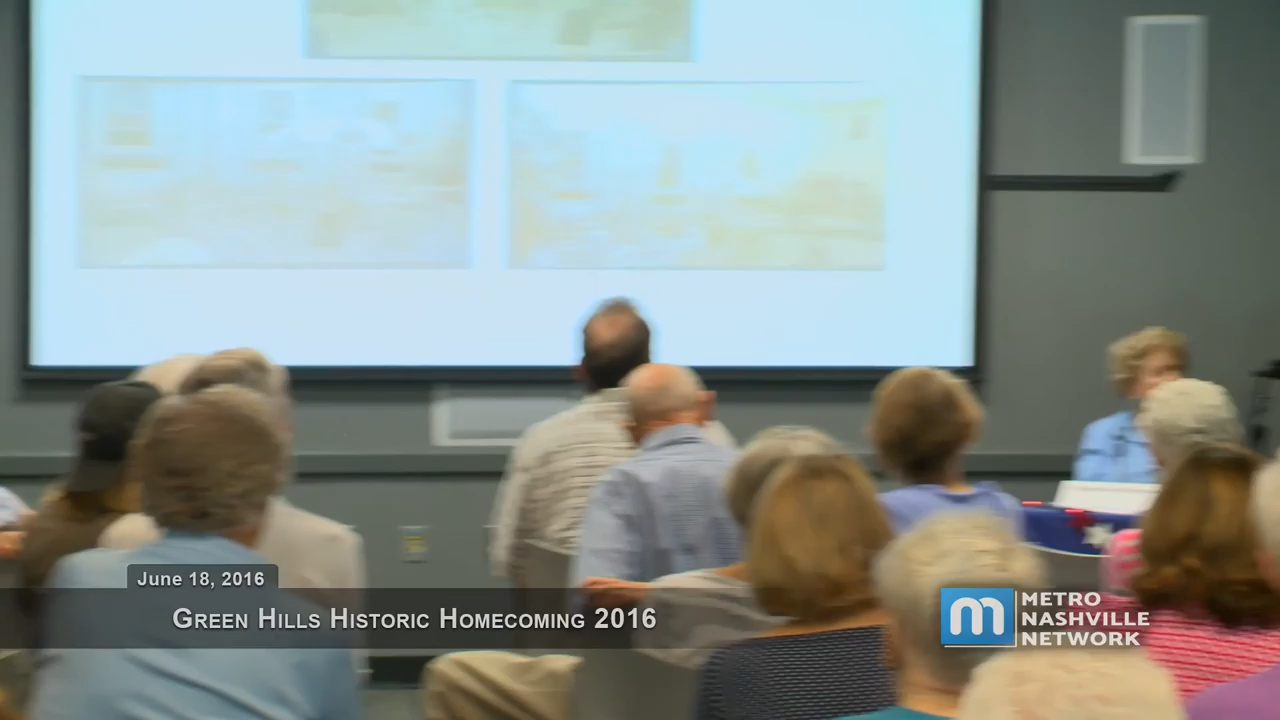 June 18, 2016
Green Hills Historic Homecoming 2016
METRO
NASHVILLE
NETWORK